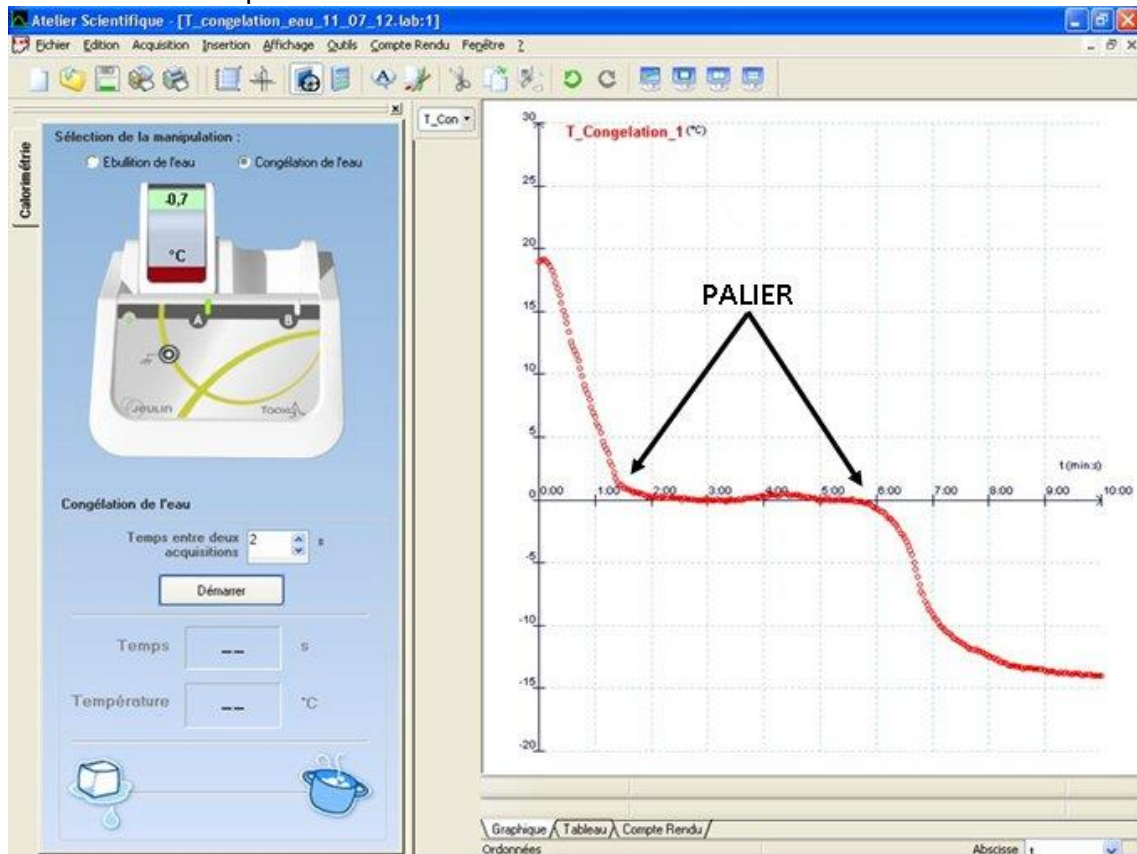 Atelier Scientifique - [T_congelation_eau_11_07_12.lab:1]
Fichier Edition Acquisition Insertion Affichage Outils Compte Rendu Fenêtre ?
T_Con
Calorimétrie
Sélection de la manipulation :
Ebullition de l'eau Congélation de l'eau
-0,7
°C
A B
Jeulin
Congélation de l'eau
Temps entre deux acquisitions 2 s
Démarrer
Temps -- s
Température -- °C
T_Congelation_1 (°C)
30
25
20
15
10
5
0
-5
-10
-15
-20
PALIER
t (min:s)
0:00 1:00 2:00 3:00 4:00 5:00 6:00 7:00 8:00 9:00 10:00
Graphique Tableau Compte Rendu
Ordonnées Abscisse t